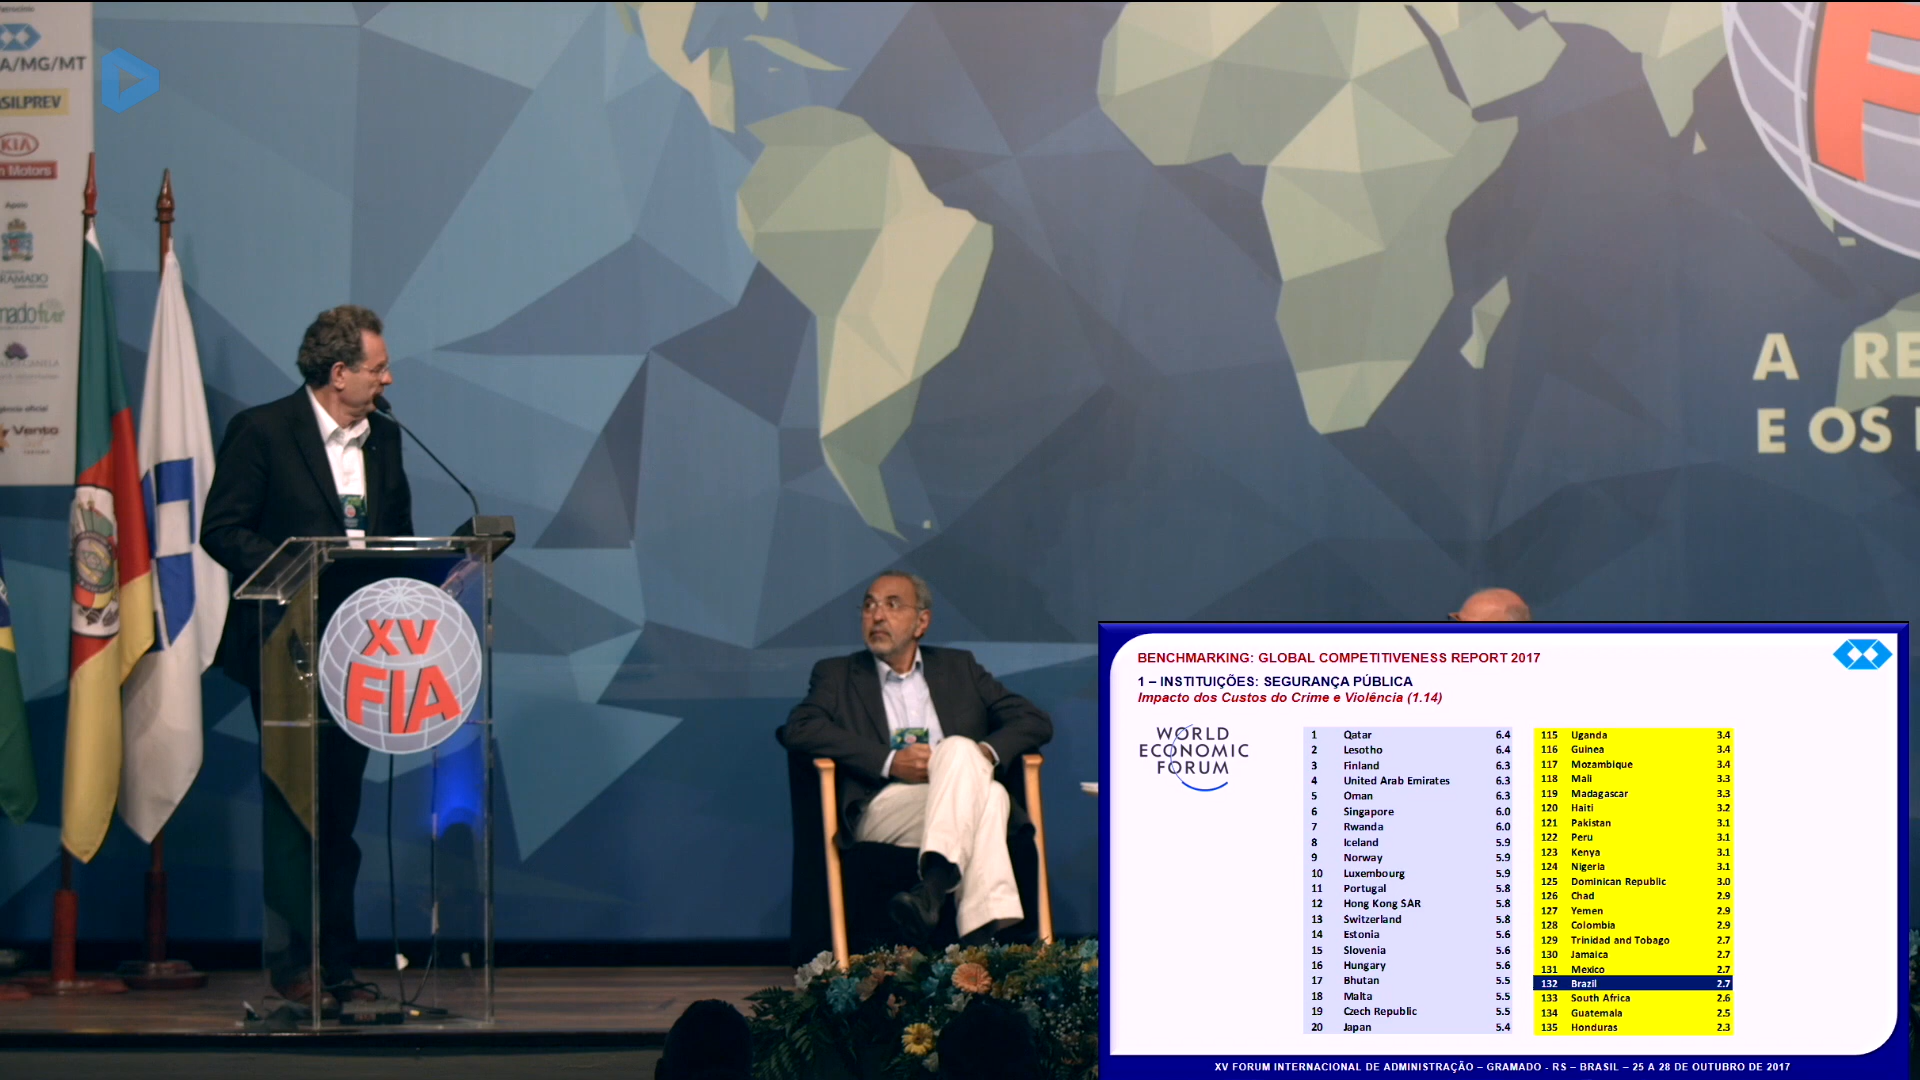 A/MG/MT
SILPREV
KIA
Motors
Apoio
Vento
A RE
E OS
XV
FIA
BENCHMARKING: GLOBAL COMPETITIVENESS REPORT 2017
1 – INSTITUIÇÕES: SEGURANÇA PÚBLICA
Impacto dos Custos do Crime e Violência (1.14)
WORLD
ECONOMIC
FORUM
1 Qatar 6.4
2 Lesotho 6.4
3 Finland 6.3
4 United Arab Emirates 6.3
5 Oman 6.3
6 Singapore 6.0
7 Rwanda 6.0
8 Iceland 5.9
9 Norway 5.9
10 Luxembourg 5.9
11 Portugal 5.8
12 Hong Kong SAR 5.8
13 Switzerland 5.8
14 Estonia 5.6
15 Slovenia 5.6
16 Hungary 5.6
17 Bhutan 5.5
18 Malta 5.5
19 Czech Republic 5.5
20 Japan 5.4
115 Uganda 3.4
116 Guinea 3.4
117 Mozambique 3.4
118 Mali 3.3
119 Madagascar 3.3
120 Haiti 3.2
121 Pakistan 3.1
122 Peru 3.1
123 Kenya 3.1
124 Nigeria 3.1
125 Dominican Republic 3.0
126 Chad 2.9
127 Yemen 2.9
128 Colombia 2.9
129 Trinidad and Tobago 2.7
130 Jamaica 2.7
131 Mexico 2.7
132 Brazil 2.7
133 South Africa 2.6
134 Guatemala 2.5
135 Honduras 2.3
XV FORUM INTERNACIONAL DE ADMINISTRAÇÃO – GRAMADO - RS – BRASIL – 25 A 28 DE OUTUBRO DE 2017